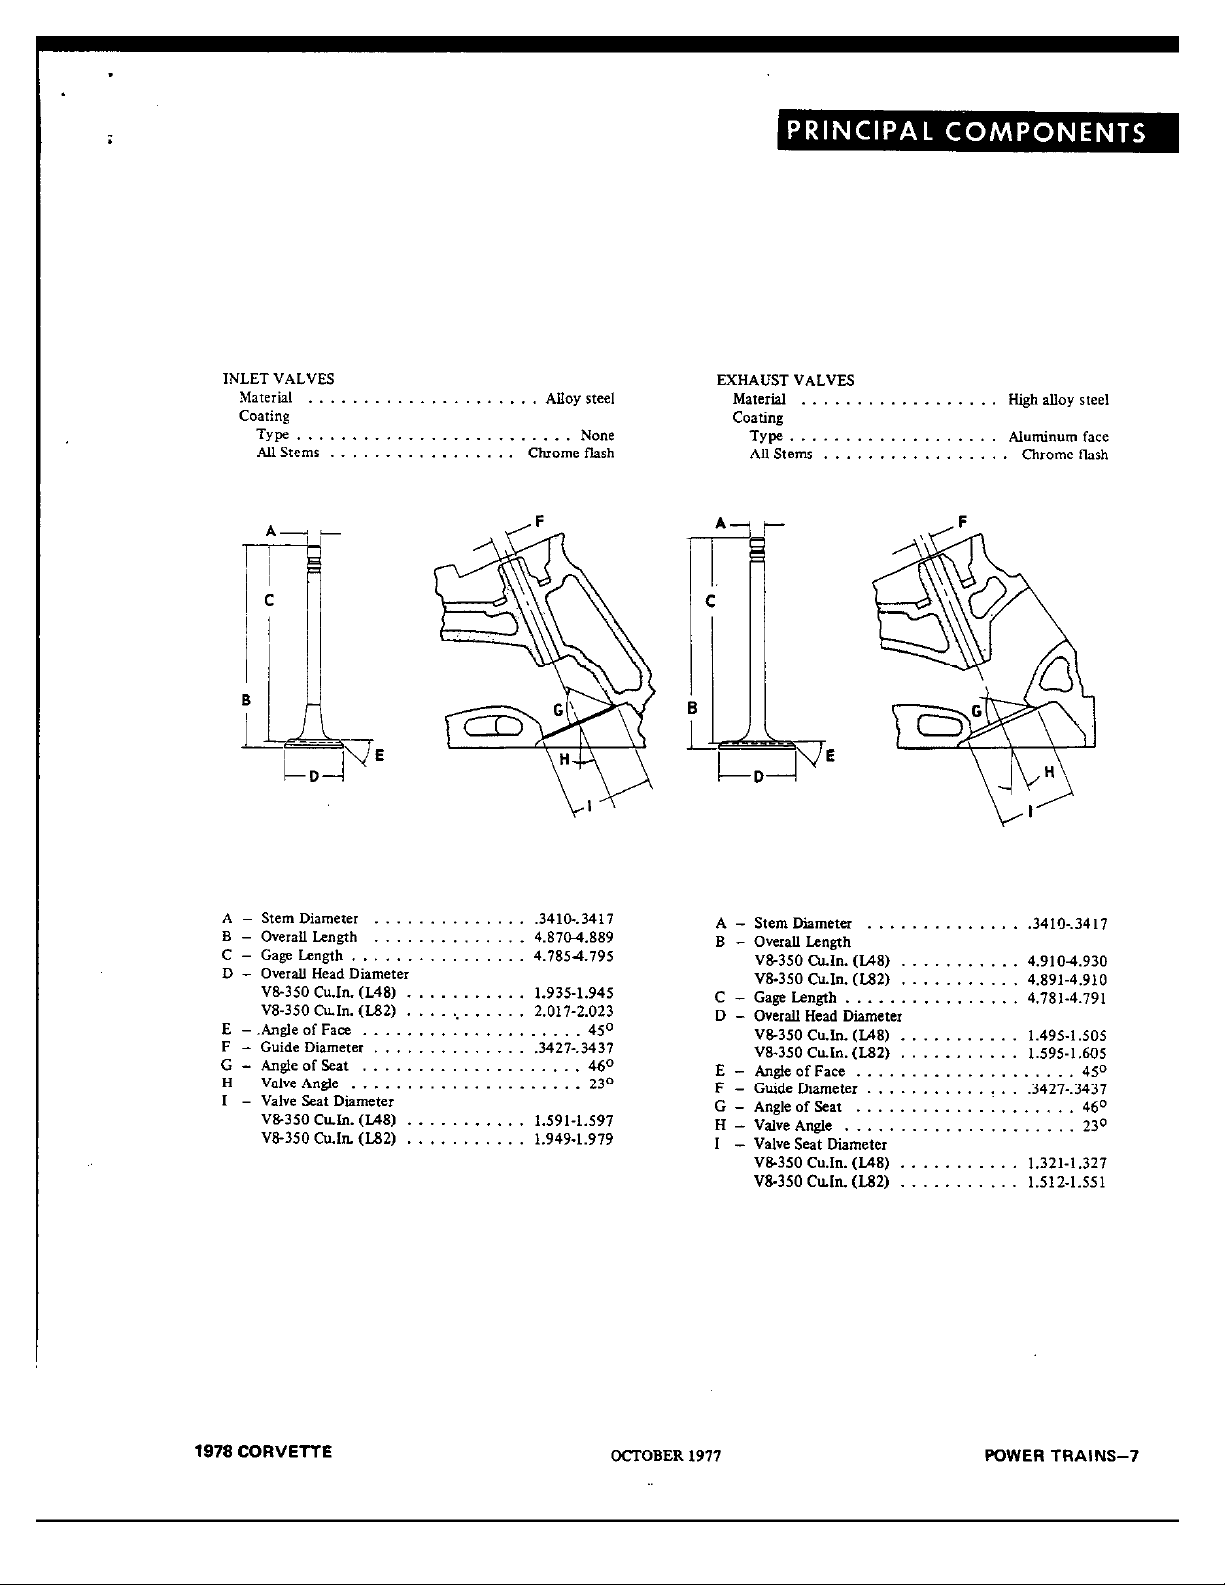 PRINCIPAL COMPONENTS
INLET VALVES
Material . . . . . . . . . . . . . . . . . . . . . Alloy steel
Coating
Type . . . . . . . . . . . . . . . . . . . . . . . . . None
All Stems . . . . . . . . . . . . . . . . . Chrome flash
EXHAUST VALVES
Material . . . . . . . . . . . . . . . . . . High alloy steel
Coating
Type . . . . . . . . . . . . . . . . . . . Aluminum face
All Stems . . . . . . . . . . . . . . . . . Chrome flash
A
F
C
B
G
E
H
D
I
A
F
C
B
G
E
H
D
I
A – Stem Diameter . . . . . . . . . . . . . . .3410-.3417
B – Overall Length . . . . . . . . . . . . . . 4.870-4.889
C – Gage Length . . . . . . . . . . . . . . . . 4.785-4.795
D – Overall Head Diameter
V8-350 Cu.In. (L48) . . . . . . . . . . . 1.935-1.945
V8-350 Cu.In. (L82) . . . . . . . . . . . 2.017-2.023
E – Angle of Face . . . . . . . . . . . . . . . . . . . . 45°
F – Guide Diameter . . . . . . . . . . . . . . .3427-.3437
G – Angle of Seat . . . . . . . . . . . . . . . . . . . . 46°
H Valve Angle . . . . . . . . . . . . . . . . . . . . . 23°
I – Valve Seat Diameter
V8-350 Cu.In. (L48) . . . . . . . . . . . 1.591-1.597
V8-350 Cu.In. (L82) . . . . . . . . . . . 1.949-1.979
A – Stem Diameter . . . . . . . . . . . . . . .3410-.3417
B – Overall Length
V8-350 Cu.In. (L48) . . . . . . . . . . . 4.910-4.930
V8-350 Cu.In. (L82) . . . . . . . . . . . 4.891-4.910
C – Gage Length . . . . . . . . . . . . . . . . 4.781-4.791
D – Overall Head Diameter
V8-350 Cu.In. (L48) . . . . . . . . . . . 1.495-1.505
V8-350 Cu.In. (L82) . . . . . . . . . . . 1.595-1.605
E – Angle of Face . . . . . . . . . . . . . . . . . . . . 45°
F – Guide Diameter . . . . . . . . . . . . . . .3427-.3437
G – Angle of Seat . . . . . . . . . . . . . . . . . . . . 46°
H – Valve Angle . . . . . . . . . . . . . . . . . . . . . 23°
I – Valve Seat Diameter
V8-350 Cu.In. (L48) . . . . . . . . . . . 1.321-1.327
V8-350 Cu.In. (L82) . . . . . . . . . . . 1.512-1.551
1978 CORVETTE
OCTOBER 1977
POWER TRAINS–7